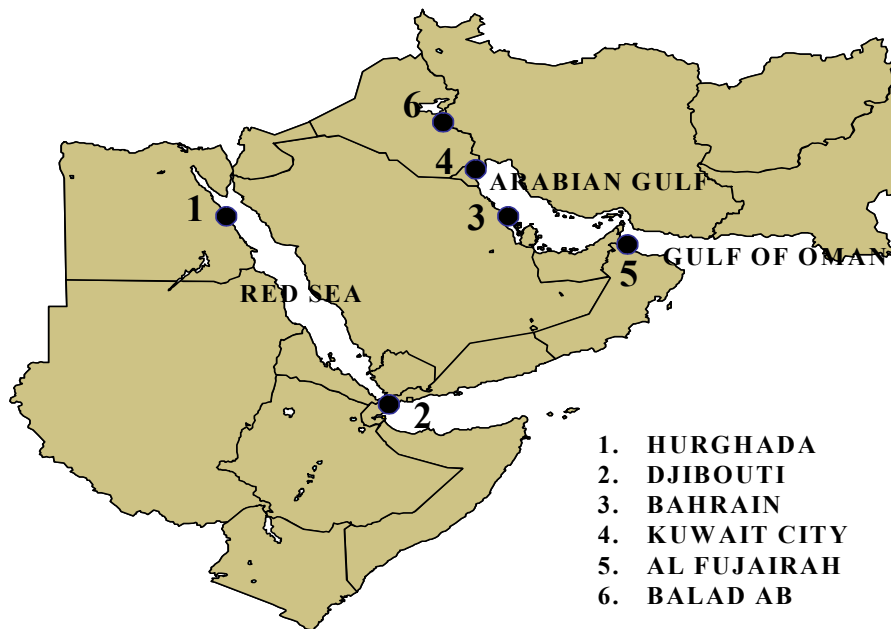 6
4
ARABIAN GULF
1
3
5
GULF OF OMAN
RED SEA
2
1. HURGHADA
2. DJIBOUTI
3. BAHRAIN
4. KUWAIT CITY
5. AL FUJAIRAH
6. BALAD AB